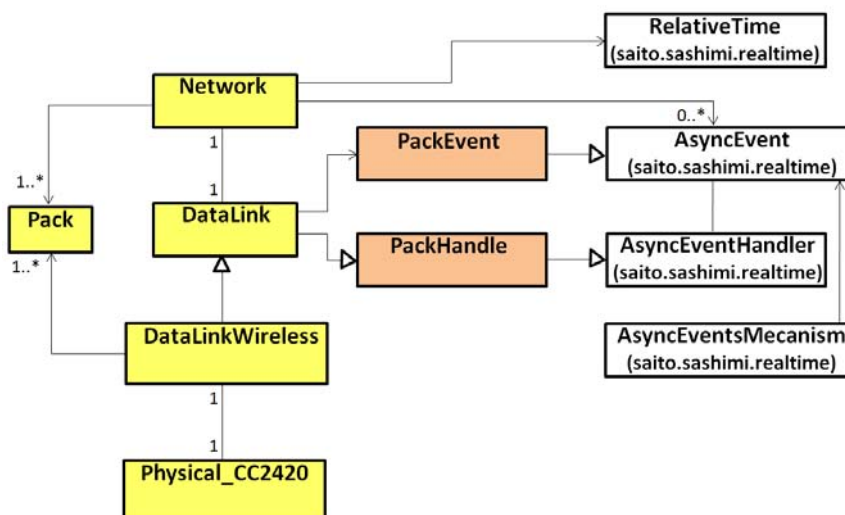 RelativeTime
(saito.sashimi.realtime)
Network
0..*
1
PackEvent
AsyncEvent
(saito.sashimi.realtime)
1..*
1
Pack
DataLink
PackHandle
AsyncEventHandler
(saito.sashimi.realtime)
1..*
DataLinkWireless
AsyncEventsMecanism
(saito.sashimi.realtime)
1
1
Physical_CC2420